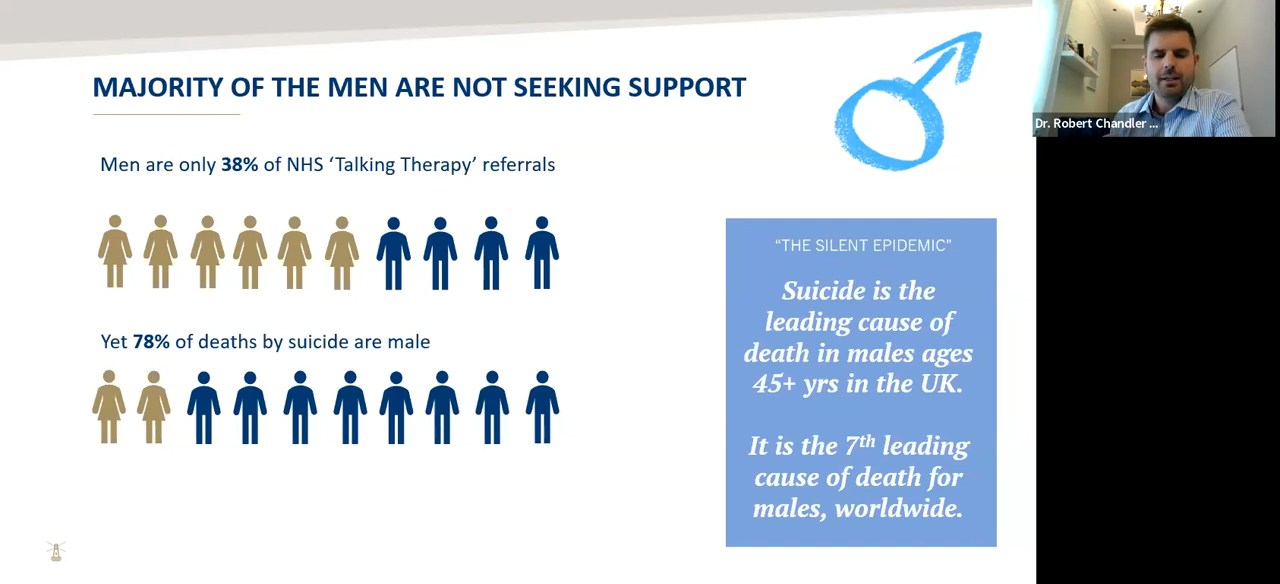 MAJORITY OF THE MEN ARE NOT SEEKING SUPPORT
Men are only 38% of NHS ‘Talking Therapy’ referrals
Yet 78% of deaths by suicide are male
“THE SILENT EPIDEMIC”
Suicide is the
leading cause of
death in males ages
45+ yrs in the UK.
It is the 7th leading
cause of death for
males, worldwide.
Dr. Robert Chandler ...